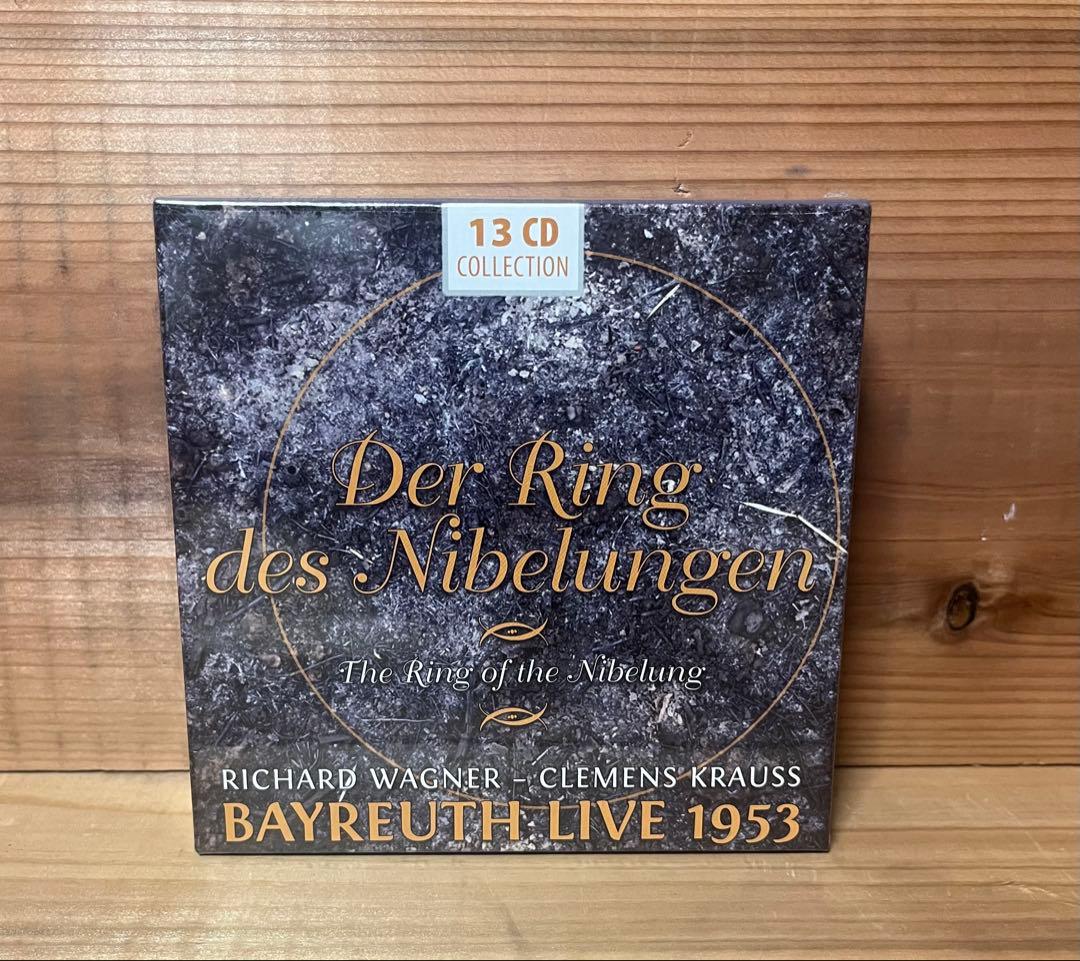 13 CD
COLLECTION
Der Ring
des Nibelungen
The Ring of the Nibelung
RICHARD WAGNER – CLEMENS KRAUSS
BAYREUTH LIVE 1953